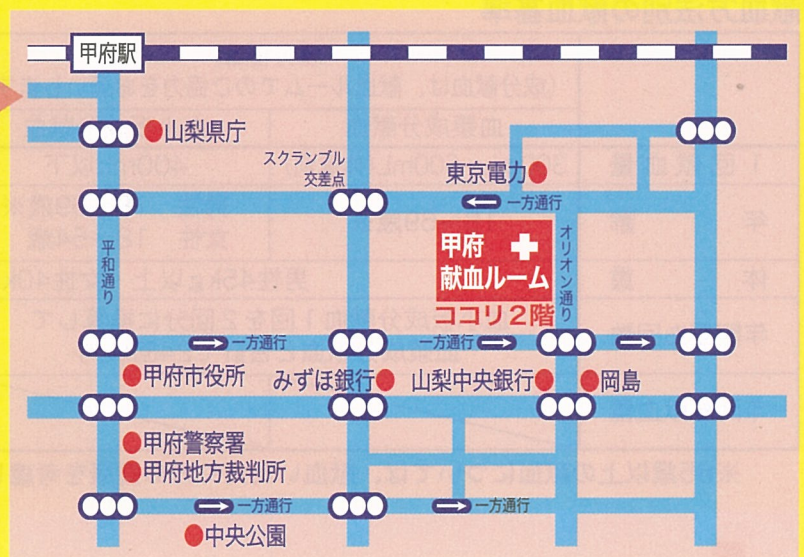 甲府駅
山梨県庁
スクランブル
交差点
東京電力
一方通行
平和通り
甲府
献血ルーム
ココリ2階
オリオン通り
一方通行
一方通行
甲府市役所
みずほ銀行
山梨中央銀行
岡島
甲府警察署
甲府地方裁判所
一方通行
一方通行
中央公園